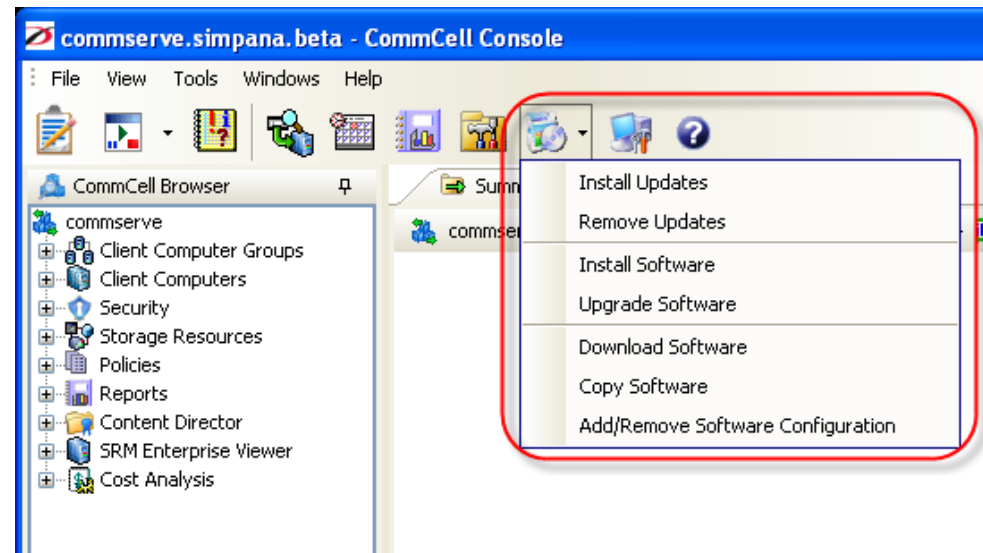 commserve.simpana.beta - CommCell Console
File View Tools Windows Help
CommCell Browser
commserve
Client Computer Groups
Client Computers
Security
Storage Resources
Policies
Reports
Content Director
SRM Enterprise Viewer
Cost Analysis
Summ
commser
Install Updates
Remove Updates
Install Software
Upgrade Software
Download Software
Copy Software
Add/Remove Software Configuration